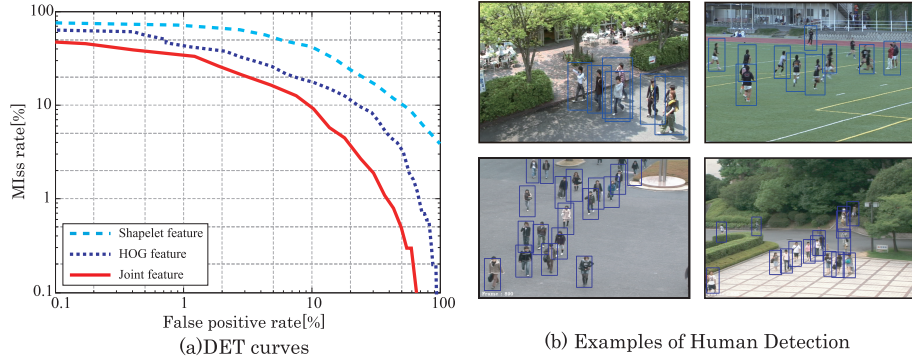 100
10
1
0.1
MIss rate[%]
Shapelet feature
HOG feature
Joint feature
0.1
1
10
100
False positive rate[%]
(a)DET curves
(b) Examples of Human Detection